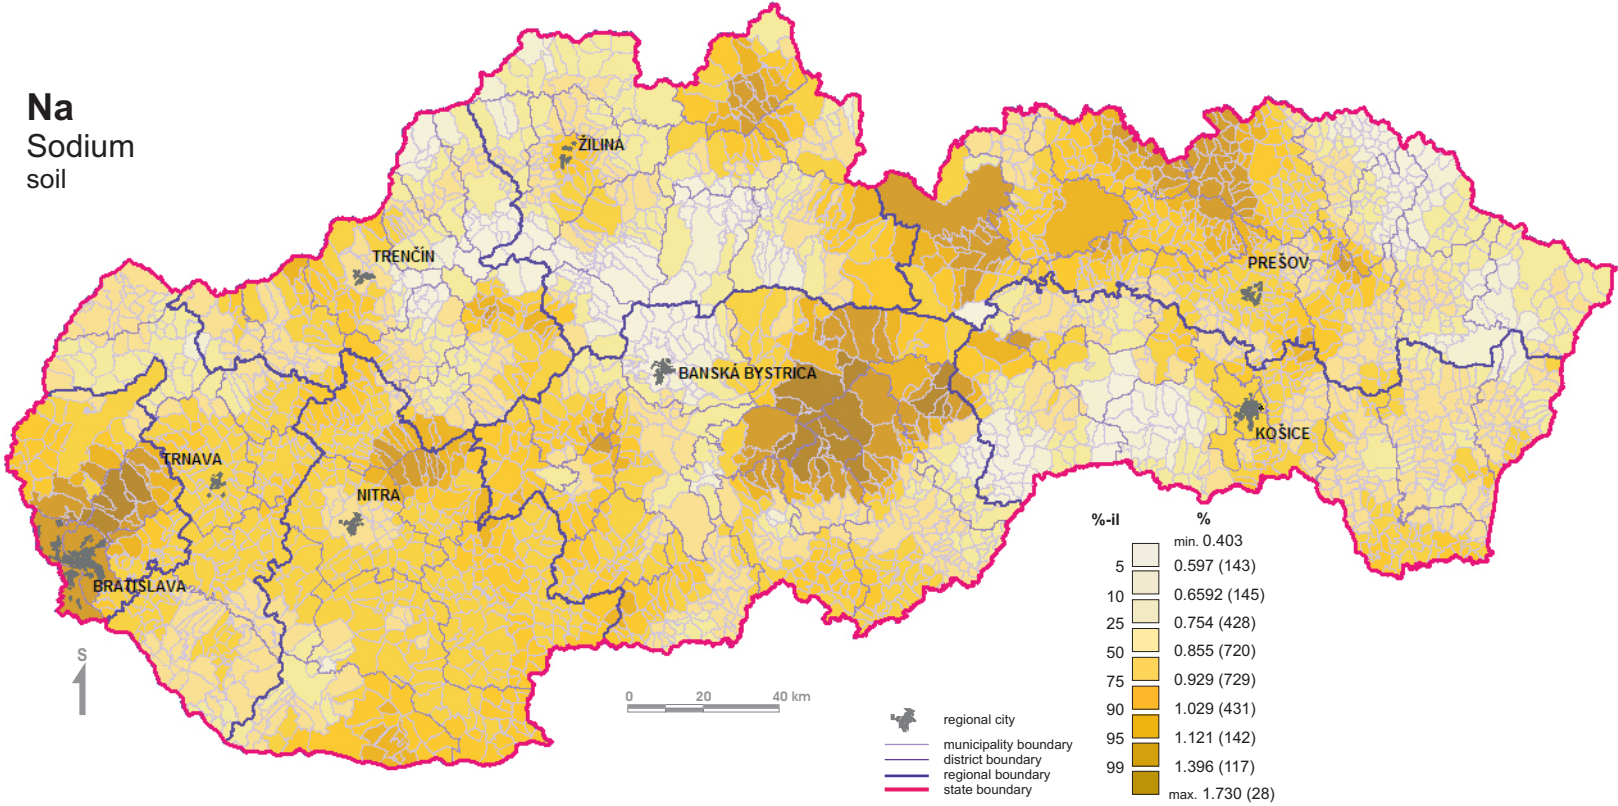 Na
Sodium
soil
ŽILINA
TRENČÍN
PREŠOV
BANSKÁ BYSTRICA
KOŠICE
TRNAVA
NITRA
BRATISLAVA
S
0 20 40 km
regional city
municipality boundary
district boundary
regional boundary
state boundary
%-il %
min. 0.403
5 0.597 (143)
10 0.6592 (145)
25 0.754 (428)
50 0.855 (720)
75 0.929 (729)
90 1.029 (431)
95 1.121 (142)
99 1.396 (117)
max. 1.730 (28)